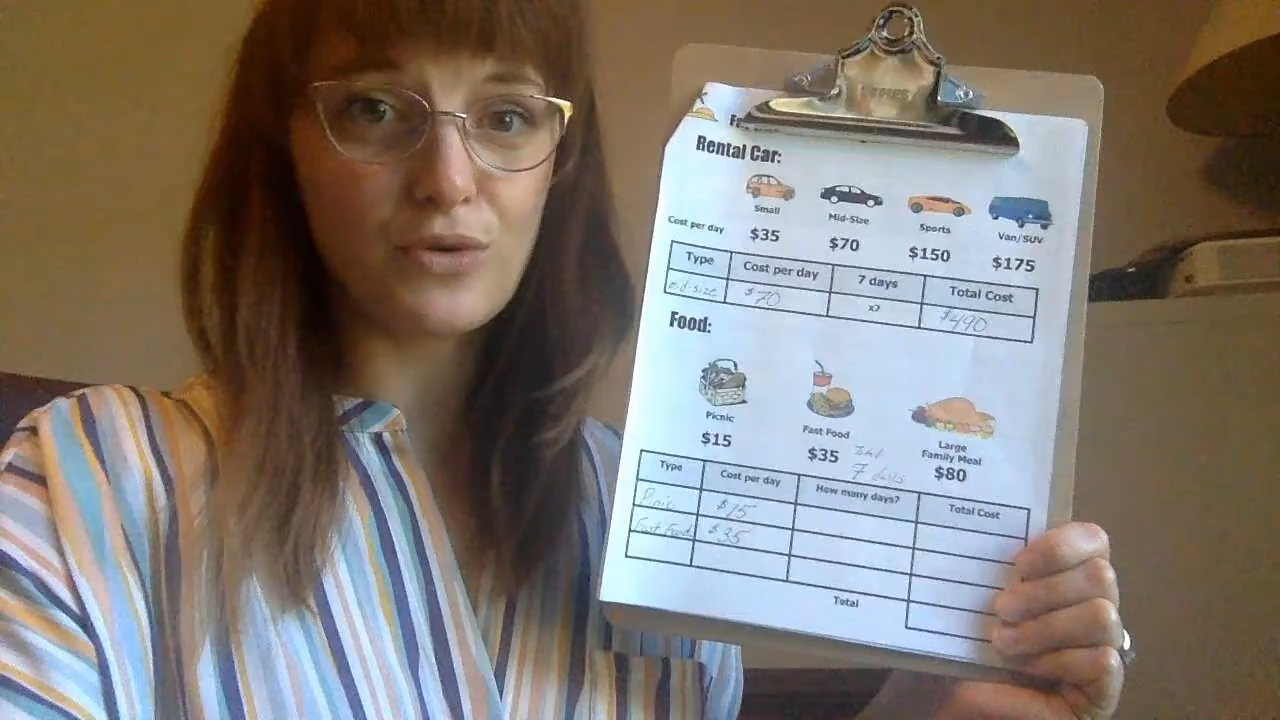 Rental Car:
Small Mid-Size Sports Van/SUV
Cost per day $35 $70 $150 $175
Type Cost per day 7 days Total Cost
mid-size $70 x7 $490
Food:
Picnic Fast Food Large
Family Meal
$15 $35 $80
7 days
Type Cost per day How many days? Total Cost
Picnic $15
Fast Food $35
Total